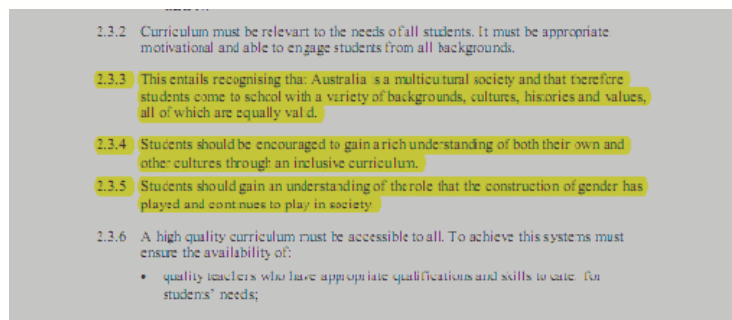 2.3.2 Curriculum must be relevant to the needs of all students. It must be appropriate
motivational and able to engage students from all backgrounds.
2.3.3 This entails recognising that Australia is a multicultural society and that therefore
students come to school with a variety of backgrounds, cultures, histories and values,
all of which are equally valid.
2.3.4 Students should be encouraged to gain a rich understanding of both their own and
other cultures through an inclusive curriculum.
2.3.5 Students should gain an understanding of the role that the construction of gender has
played and continues to play in society
2.3.6 A high quality curriculum must be accessible to all. To achieve this systems must
ensure the availability of:
• quality teachers who have appropriate qualifications and skills to cater for
students' needs;